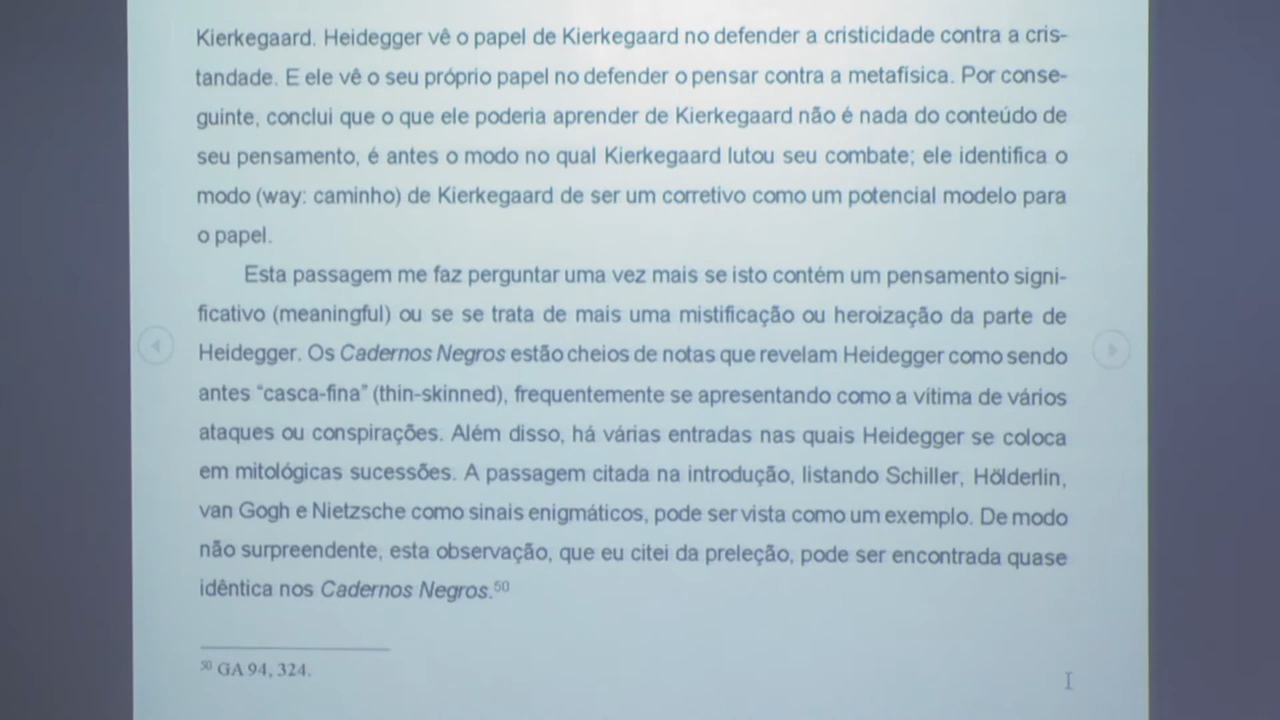 Kierkegaard. Heidegger vê o papel de Kierkegaard no defender a cristicidade contra a cris-
tandade. E ele vê o seu próprio papel no defender o pensar contra a metafísica. Por conse-
guinte, conclui que o que ele poderia aprender de Kierkegaard não é nada do conteúdo de
seu pensamento, é antes o modo no qual Kierkegaard lutou seu combate; ele identifica o
modo (way: caminho) de Kierkegaard de ser um corretivo como um potencial modelo para
o papel.
Esta passagem me faz perguntar uma vez mais se isto contém um pensamento signi-
ficativo (meaningful) ou se se trata de mais uma mistificação ou heroização da parte de
Heidegger. Os Cadernos Negros estão cheios de notas que revelam Heidegger como sendo
antes “casca-fina” (thin-skinned), frequentemente se apresentando como a vítima de vários
ataques ou conspirações. Além disso, há várias entradas nas quais Heidegger se coloca
em mitológicas sucessões. A passagem citada na introdução, listando Schiller, Hölderlin,
van Gogh e Nietzsche como sinais enigmáticos, pode ser vista como um exemplo. De modo
não surpreendente, esta observação, que eu citei da preleção, pode ser encontrada quase
idêntica nos Cadernos Negros.50
50 GA 94, 324.